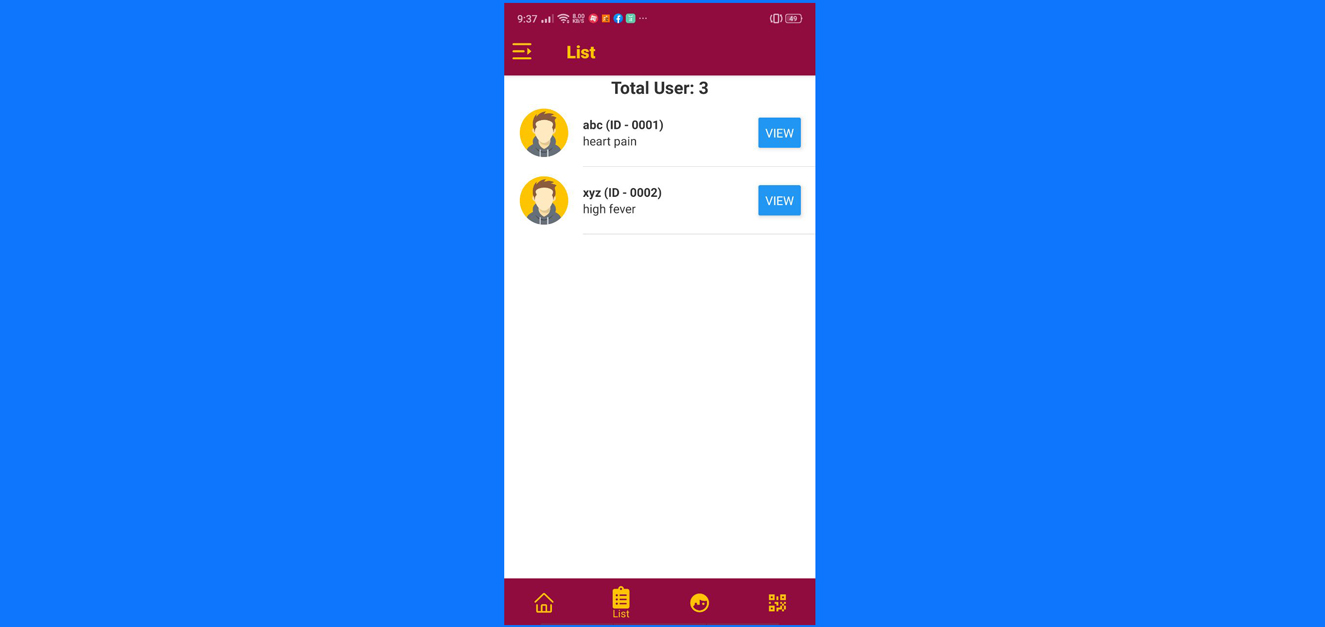 9:37 8.00 KB/S 49
List
Total User: 3
abc (ID - 0001)
heart pain
VIEW
xyz (ID - 0002)
high fever
VIEW
List